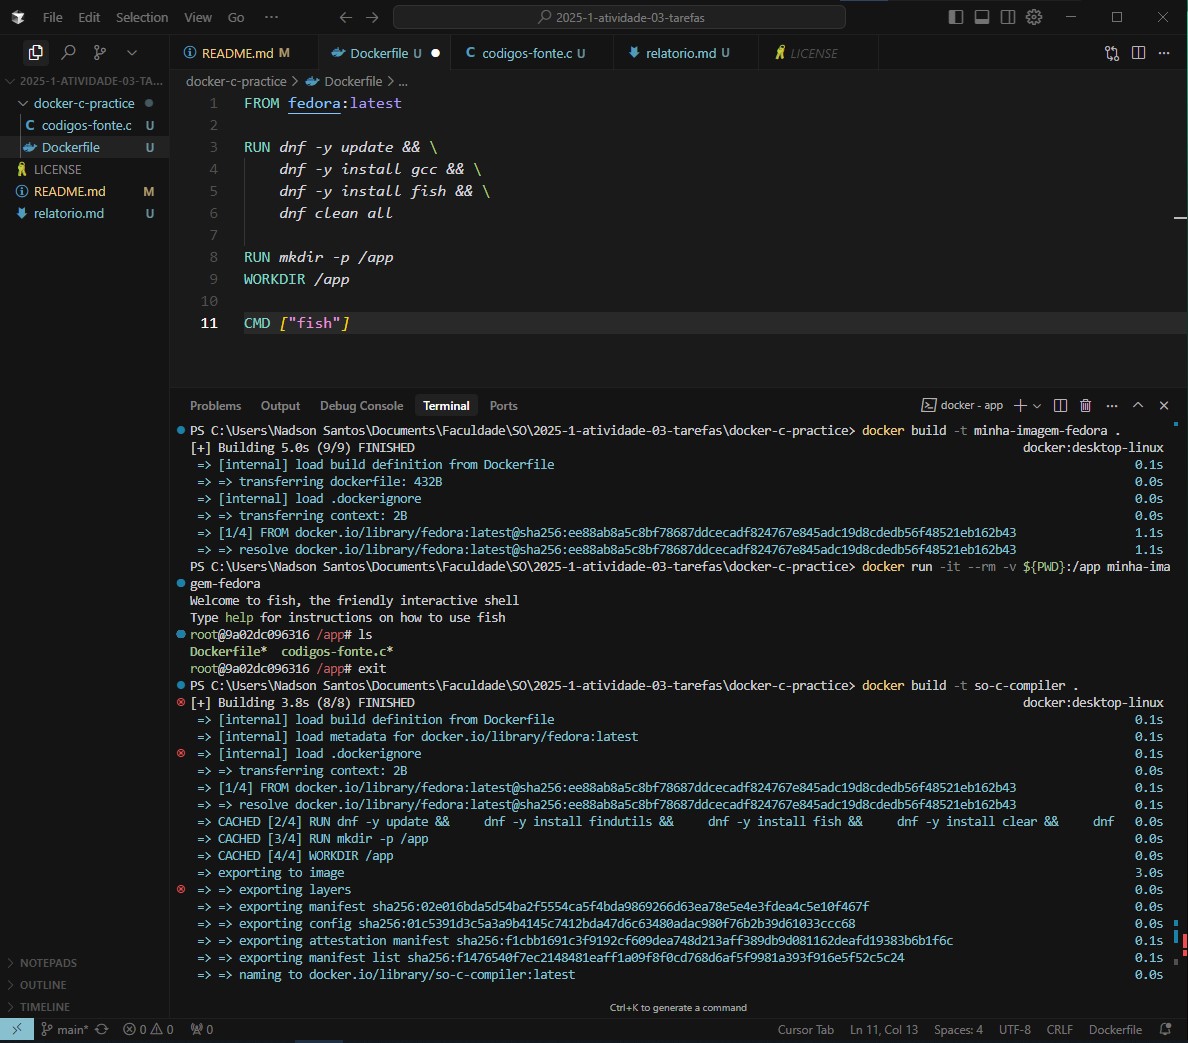 File Edit Selection View Go ··· ← → 2025-1-atividade-03-tarefas
README.md M Dockerfile U ● codigos-fonte.c U relatorio.md U LICENSE ···
2025-1-ATIVIDADE-03-TA...
docker-c-practice
codigos-fonte.c U
Dockerfile U
LICENSE
README.md M
relatorio.md U
NOTEPADS
OUTLINE
TIMELINE
docker-c-practice > Dockerfile > ...
1 FROM fedora:latest
2
3 RUN dnf -y update && \
4 dnf -y install gcc && \
5 dnf -y install fish && \
6 dnf clean all
7
8 RUN mkdir -p /app
9 WORKDIR /app
10
11 CMD ["fish"]
Problems Output Debug Console Terminal Ports docker - app
PS C:\Users\Nadson Santos\Documents\Faculdade\SO\2025-1-atividade-03-tarefas\docker-c-practice> docker build -t minha-imagem-fedora .
[+] Building 5.0s (9/9) FINISHED docker:desktop-linux
=> [internal] load build definition from Dockerfile 0.1s
=> => transferring dockerfile: 432B 0.0s
=> [internal] load .dockerignore 0.0s
=> => transferring context: 2B 0.0s
=> [1/4] FROM docker.io/library/fedora:latest@sha256:ee88ab8a5c8bf78687ddcecadf824767e845adc19d8cdedb56f48521eb162b43 1.1s
=> => resolve docker.io/library/fedora:latest@sha256:ee88ab8a5c8bf78687ddcecadf824767e845adc19d8cdedb56f48521eb162b43 1.1s
PS C:\Users\Nadson Santos\Documents\Faculdade\SO\2025-1-atividade-03-tarefas\docker-c-practice> docker run -it --rm -v ${PWD}:/app minha-ima
gem-fedora
Welcome to fish, the friendly interactive shell
Type help for instructions on how to use fish
root@9a02dc096316 /app# ls
Dockerfile* codigos-fonte.c*
root@9a02dc096316 /app# exit
PS C:\Users\Nadson Santos\Documents\Faculdade\SO\2025-1-atividade-03-tarefas\docker-c-practice> docker build -t so-c-compiler .
[+] Building 3.8s (8/8) FINISHED docker:desktop-linux
=> [internal] load build definition from Dockerfile 0.1s
=> [internal] load metadata for docker.io/library/fedora:latest 0.1s
=> [internal] load .dockerignore 0.1s
=> => transferring context: 2B 0.0s
=> [1/4] FROM docker.io/library/fedora:latest@sha256:ee88ab8a5c8bf78687ddcecadf824767e845adc19d8cdedb56f48521eb162b43 0.1s
=> => resolve docker.io/library/fedora:latest@sha256:ee88ab8a5c8bf78687ddcecadf824767e845adc19d8cdedb56f48521eb162b43 0.1s
=> CACHED [2/4] RUN dnf -y update && dnf -y install findutils && dnf -y install fish && dnf -y install clear && dnf 0.0s
=> CACHED [3/4] RUN mkdir -p /app 0.0s
=> CACHED [4/4] WORKDIR /app 0.0s
=> exporting to image 3.0s
=> => exporting layers 0.0s
=> => exporting manifest sha256:02e016bda5d54ba2f5554ca5f4bda9869266d63ea78e5e4e3fdea4c5e10f467f 0.0s
=> => exporting config sha256:01c5391d3c5a3a9b4145c7412bda47d6c63480adac980f76b2b39d61033ccc68 0.0s
=> => exporting attestation manifest sha256:f1cbb1691c3f9192cf609dea748d213aff389db9d081162deafd19383b6b1f6c 0.1s
=> => exporting manifest list sha256:f1476540f7ec2148481eaff1a09f8f0cd768d6af5f9981a393f916e5f52c5c24 0.1s
=> => naming to docker.io/library/so-c-compiler:latest 0.0s
Ctrl+K to generate a command
main* 0 0 0 Cursor Tab Ln 11, Col 13 Spaces: 4 UTF-8 CRLF Dockerfile